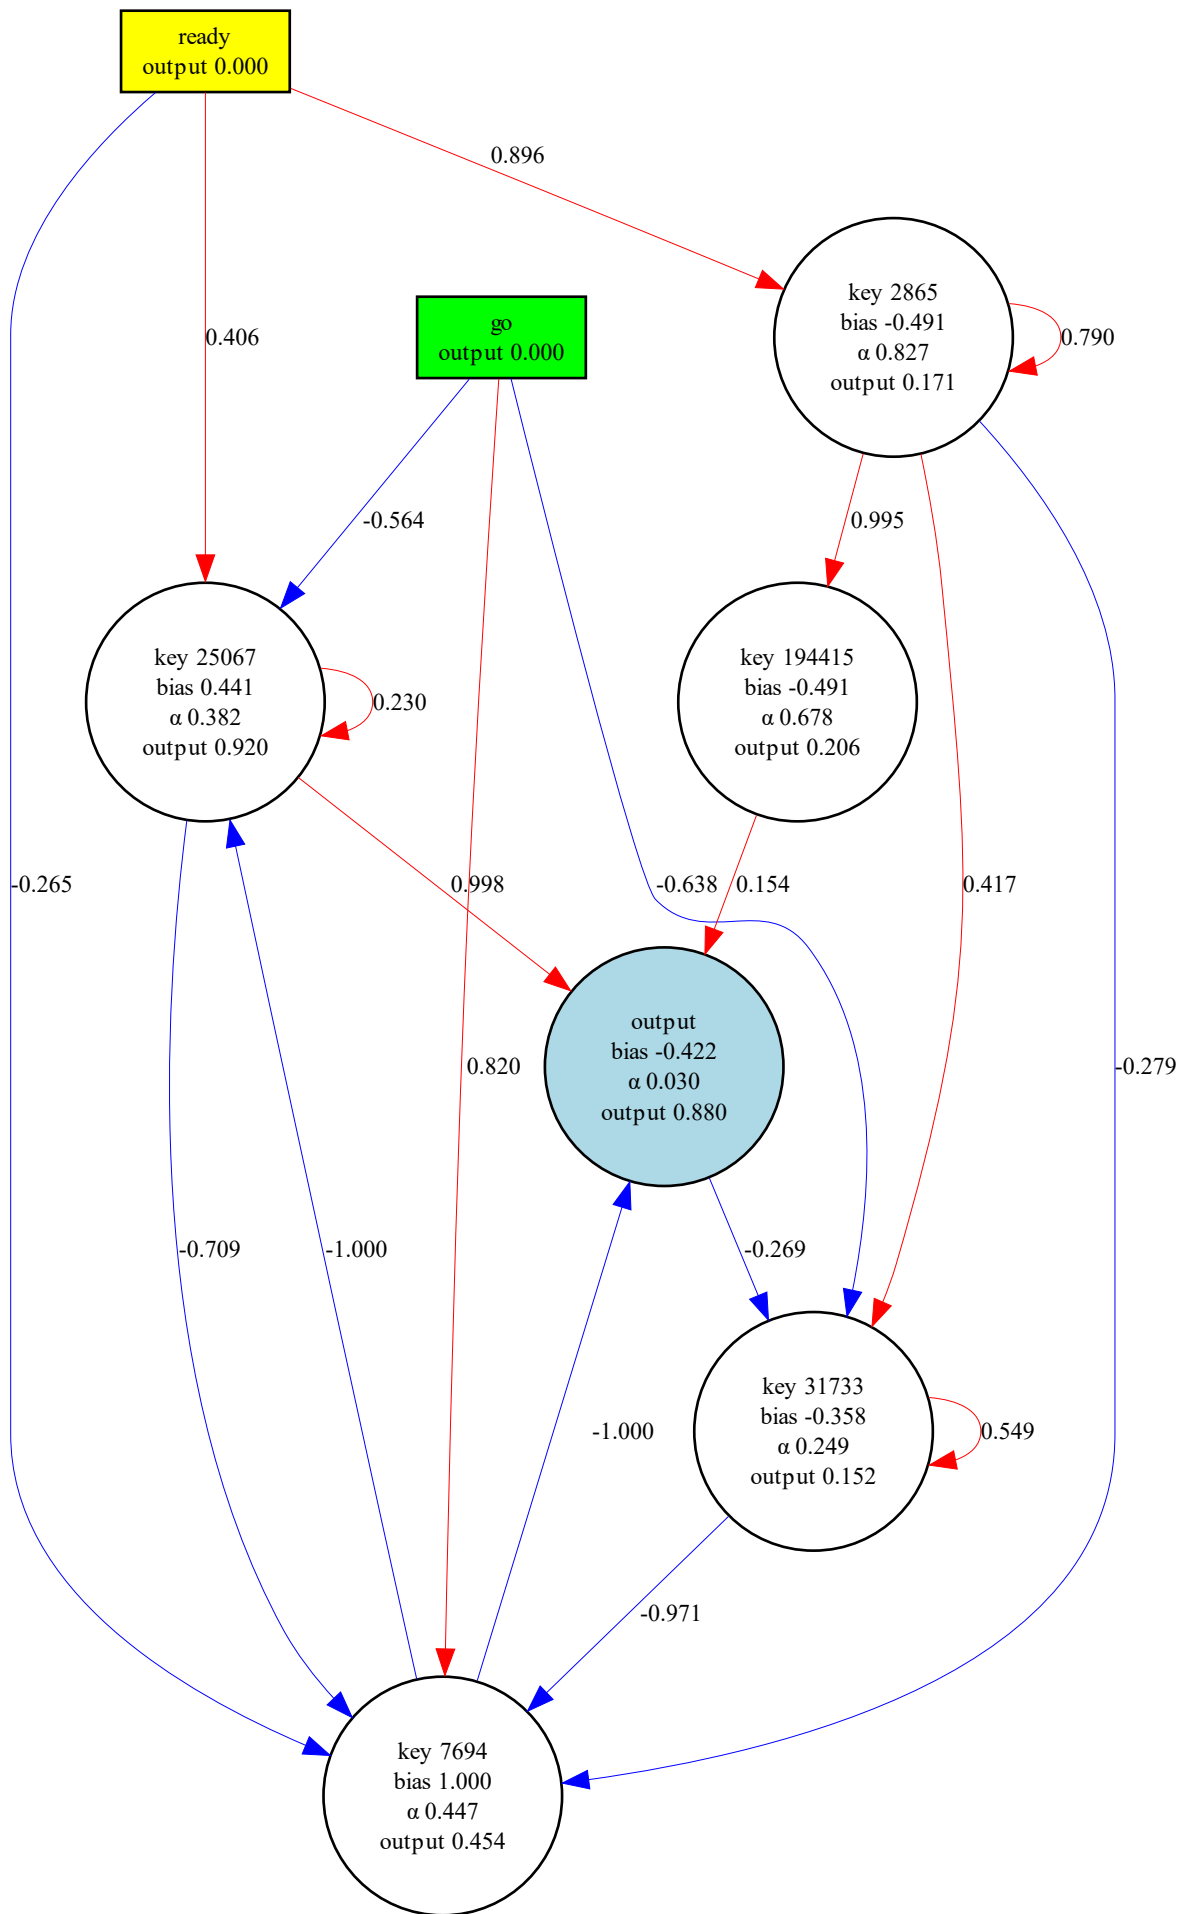 ready
output 0.000
0.896
key 2865
bias -0.491
α 0.827
output 0.171
0.790
go
output 0.000
0.406
-0.564
0.995
key 25067
bias 0.441
α 0.382
output 0.920
0.230
key 194415
bias -0.491
α 0.678
output 0.206
-0.265
0.998
-0.638
0.154
0.417
output
bias -0.422
α 0.030
output 0.880
0.820
-0.279
-0.709
-1.000
-0.269
key 31733
bias -0.358
α 0.249
output 0.152
0.549
-1.000
-0.971
key 7694
bias 1.000
α 0.447
output 0.454